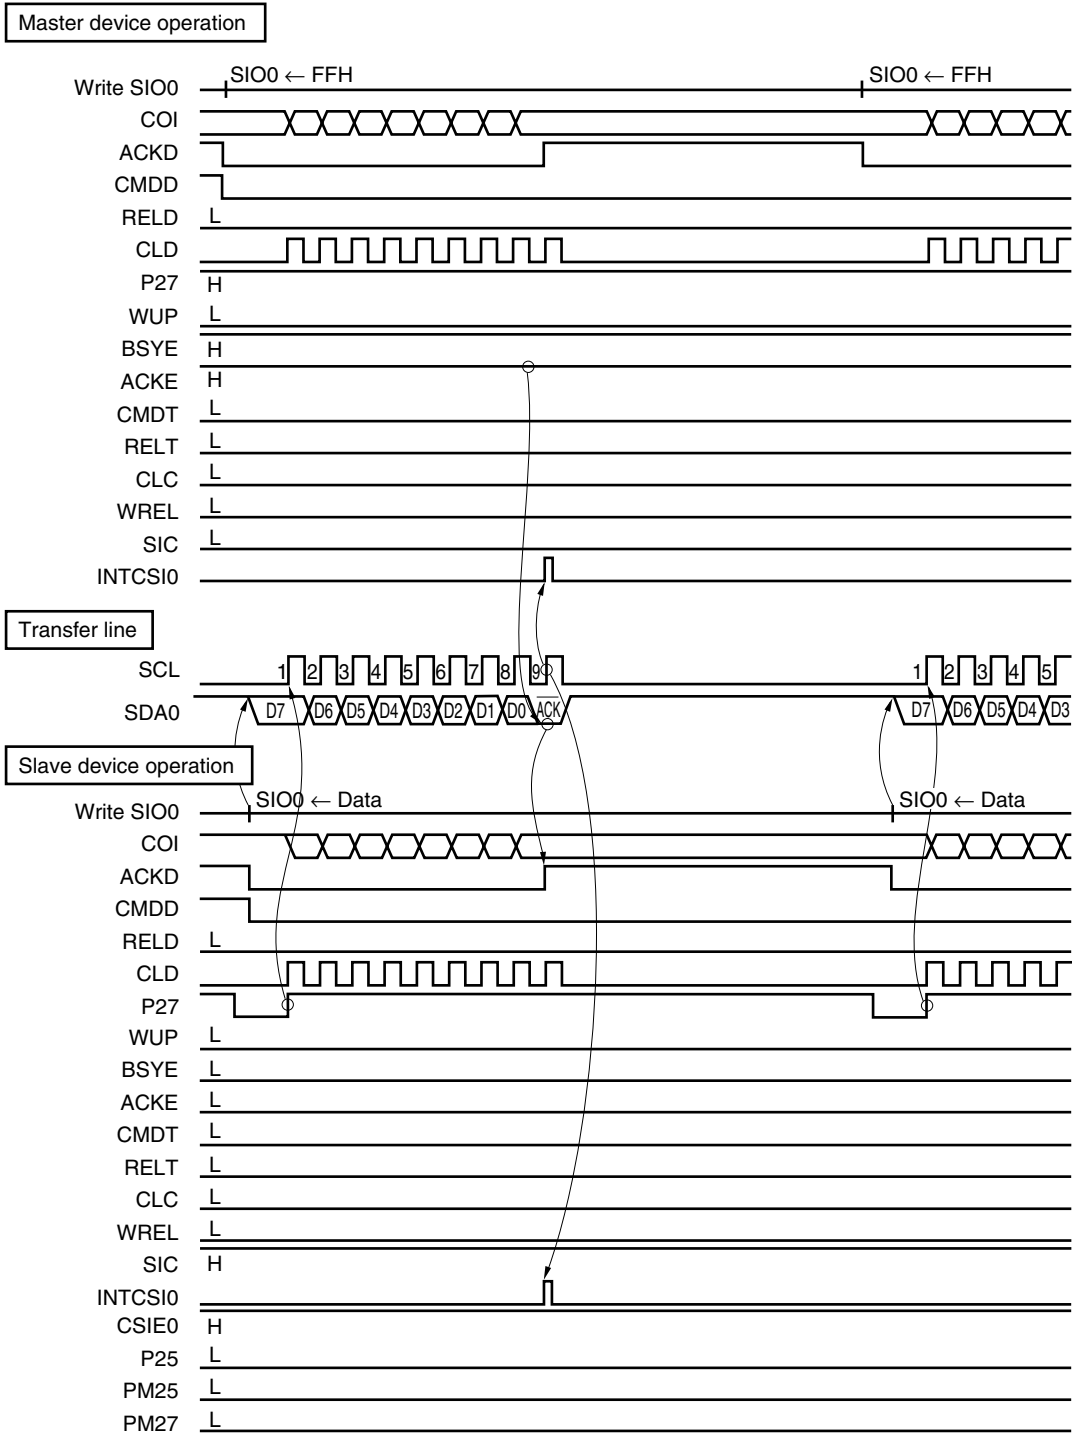 Master device operation
Write SIO0 SIO0 ← FFH SIO0 ← FFH
COI
ACKD
CMDD
RELD L
CLD
P27 H
WUP L
BSYE H
ACKE H
CMDT L
RELT L
CLC L
WREL L
SIC L
INTCSI0
Transfer line
SCL 1 2 3 4 5 6 7 8 9 1 2 3 4 5
SDA0 D7 D6 D5 D4 D3 D2 D1 D0 A̅C̅K̅ D7 D6 D5 D4 D3
Slave device operation
Write SIO0 SIO0 ← Data SIO0 ← Data
COI
ACKD
CMDD
RELD L
CLD
P27
WUP L
BSYE L
ACKE L
CMDT L
RELT L
CLC L
WREL L
SIC H
INTCSI0
CSIE0 H
P25 L
PM25 L
PM27 L